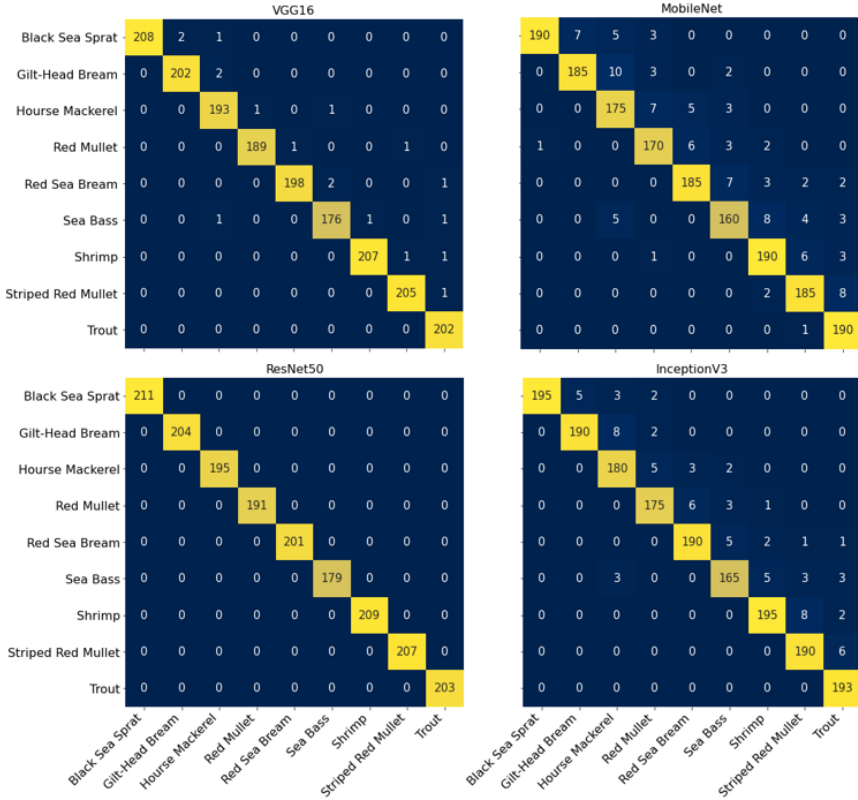 VGG16 MobileNet
Black Sea Sprat 208 2 1 0 0 0 0 0 0 190 7 5 3 0 0 0 0 0
Gilt-Head Bream 0 202 2 0 0 0 0 0 0 0 185 10 3 0 2 0 0 0
Hourse Mackerel 0 0 193 1 0 1 0 0 0 0 0 175 7 5 3 0 0 0
Red Mullet 0 0 0 189 1 0 0 1 0 1 0 0 170 6 3 2 0 0
Red Sea Bream 0 0 0 0 198 2 0 0 1 0 0 0 0 185 7 3 2 2
Sea Bass 0 0 1 0 0 176 1 0 1 0 0 5 0 0 160 8 4 3
Shrimp 0 0 0 0 0 0 207 1 1 0 0 0 1 0 0 190 6 3
Striped Red Mullet 0 0 0 0 0 0 0 205 1 0 0 0 0 0 0 2 185 8
Trout 0 0 0 0 0 0 0 0 202 0 0 0 0 0 0 0 1 190
ResNet50 InceptionV3
Black Sea Sprat 211 0 0 0 0 0 0 0 0 195 5 3 2 0 0 0 0 0
Gilt-Head Bream 0 204 0 0 0 0 0 0 0 0 190 8 2 0 0 0 0 0
Hourse Mackerel 0 0 195 0 0 0 0 0 0 0 0 180 5 3 2 0 0 0
Red Mullet 0 0 0 191 0 0 0 0 0 0 0 0 175 6 3 1 0 0
Red Sea Bream 0 0 0 0 201 0 0 0 0 0 0 0 0 190 5 2 1 1
Sea Bass 0 0 0 0 0 179 0 0 0 0 0 3 0 0 165 5 3 3
Shrimp 0 0 0 0 0 0 209 0 0 0 0 0 0 0 0 195 8 2
Striped Red Mullet 0 0 0 0 0 0 0 207 0 0 0 0 0 0 0 0 190 6
Trout 0 0 0 0 0 0 0 0 203 0 0 0 0 0 0 0 0 193
Black Sea Sprat Gilt-Head Bream Hourse Mackerel Red Mullet Red Sea Bream Sea Bass Shrimp Striped Red Mullet Trout Black Sea Sprat Gilt-Head Bream Hourse Mackerel Red Mullet Red Sea Bream Sea Bass Shrimp Striped Red Mullet Trout